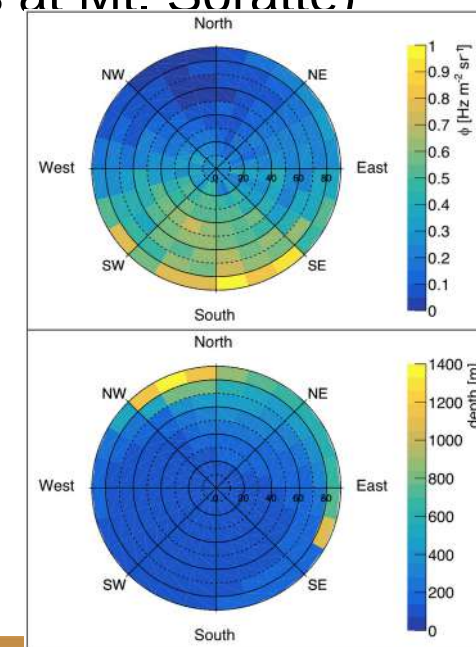 s at Mt. Soratte)
North
NW
NE
West
East
0 20 40 60 80
SW
SE
South
1
0.9
0.8
0.7
0.6
0.5
0.4
0.3
0.2
0.1
0
ϕ [Hz m⁻² sr⁻¹]
North
NW
NE
West
East
0 20 40 60 80
SW
SE
South
1400
1200
1000
800
600
400
200
0
depth [m]